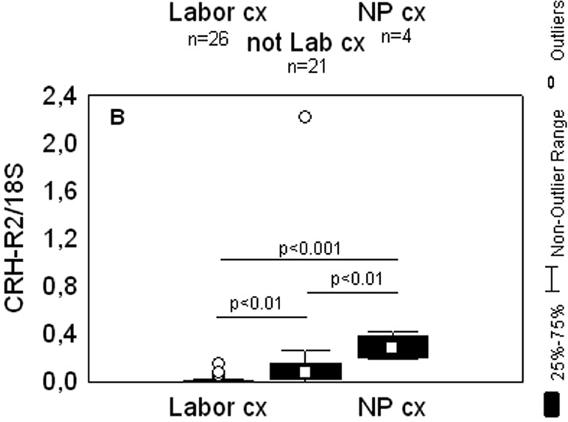 Labor cx NP cx
n=26 not Lab cx n=4
n=21
2,4
B
2,0
1,6
1,2
0,8
0,4
0,0
CRH-R2/18S
p<0.001
p<0.01
p<0.01
Labor cx NP cx
25%-75%
Non-Outlier Range
Outliers